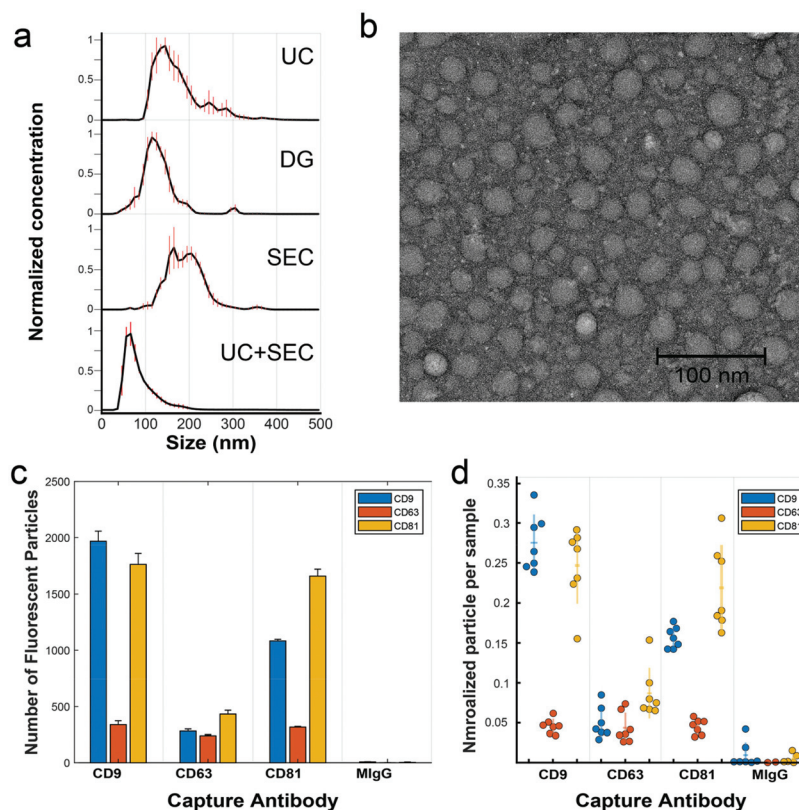 a
Normalized concentration
1
0.5
0
UC
1
0.5
0
DG
1
0.5
0
SEC
1
0.5
0
UC+SEC
0 100 200 300 400 500
Size (nm)
b
100 nm
c
Number of Fluorescent Particles
2500
2000
1500
1000
500
0
CD9
CD63
CD81
CD9 CD63 CD81 MIgG
Capture Antibody
d
Nmroalized particle per sample
0.35
0.3
0.25
0.2
0.15
0.1
0.05
CD9
CD63
CD81
CD9 CD63 CD81 MIgG
Capture Antibody